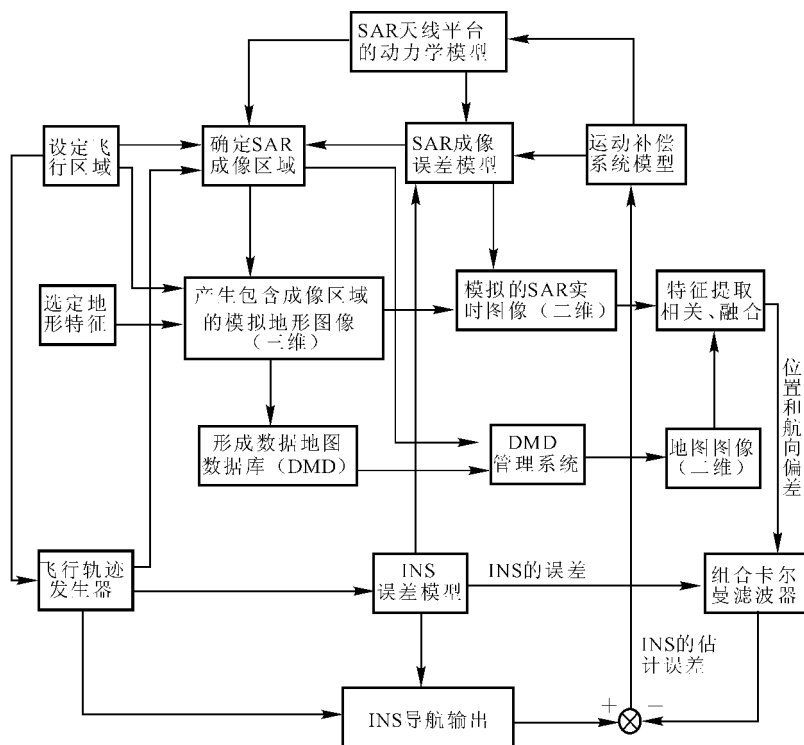 SAR天线平台
的动力学模型
设定飞
行区域
确定SAR
成像区域
SAR成像
误差模型
运动补偿
系统模型
选定地
形特征
产生包含成像区域
的模拟地形图像
（三维）
模拟的SAR实
时图像（二维）
特征提取
相关、融合
位置和航向偏差
形成数据地图
数据库（DMD）
DMD
管理系统
地图图像
（二维）
飞行轨迹
发生器
INS
误差模型
INS的误差
组合卡尔
曼滤波器
INS的估
计误差
INS导航输出
+
−